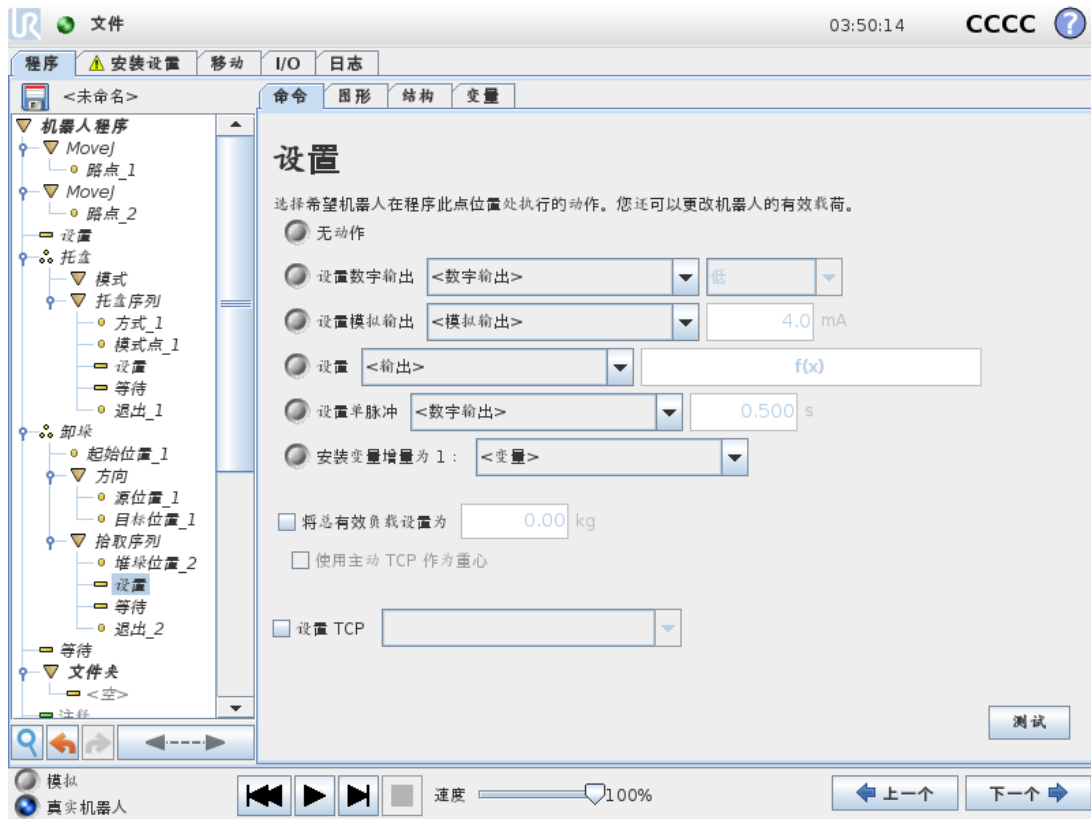 UR 文件 03:50:14 CCCC ?
程序 安装设置 移动 I/O 日志
<未命名> 命令 图形 结构 变量
机器人程序
MoveJ
路点_1
MoveJ
路点_2
设置
托盘
模式
托盘序列
方式_1
模式点_1
设置
等待
退出_1
卸垛
起始位置_1
方向
源位置_1
目标位置_1
拾取序列
堆垛位置_2
设置
等待
退出_2
等待
文件夹
<空>
注释
设置
选择希望机器人在程序此点位置处执行的动作。您还可以更改机器人的有效载荷。
无动作
设置数字输出 <数字输出> 低
设置模拟输出 <模拟输出> 4.0 mA
设置 <输出> f(x)
设置单脉冲 <数字输出> 0.500 s
安装变量增量为 1： <变量>
将总有效负载设置为 0.00 kg
使用主动 TCP 作为重心
设置 TCP
测试
模拟
真实机器人
速度 100% 上一个 下一个